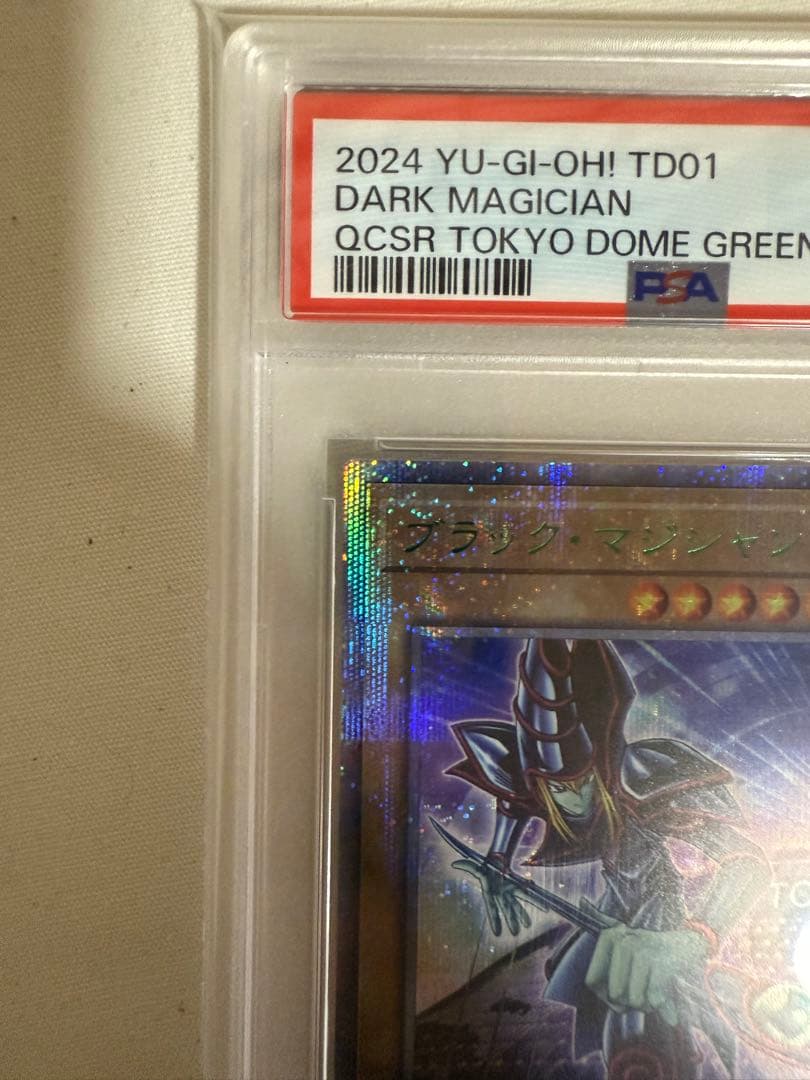 2024 YU-GI-OH! TD01
DARK MAGICIAN
QCSR TOKYO DOME GREEN
PSA
ブラック・マジシャン